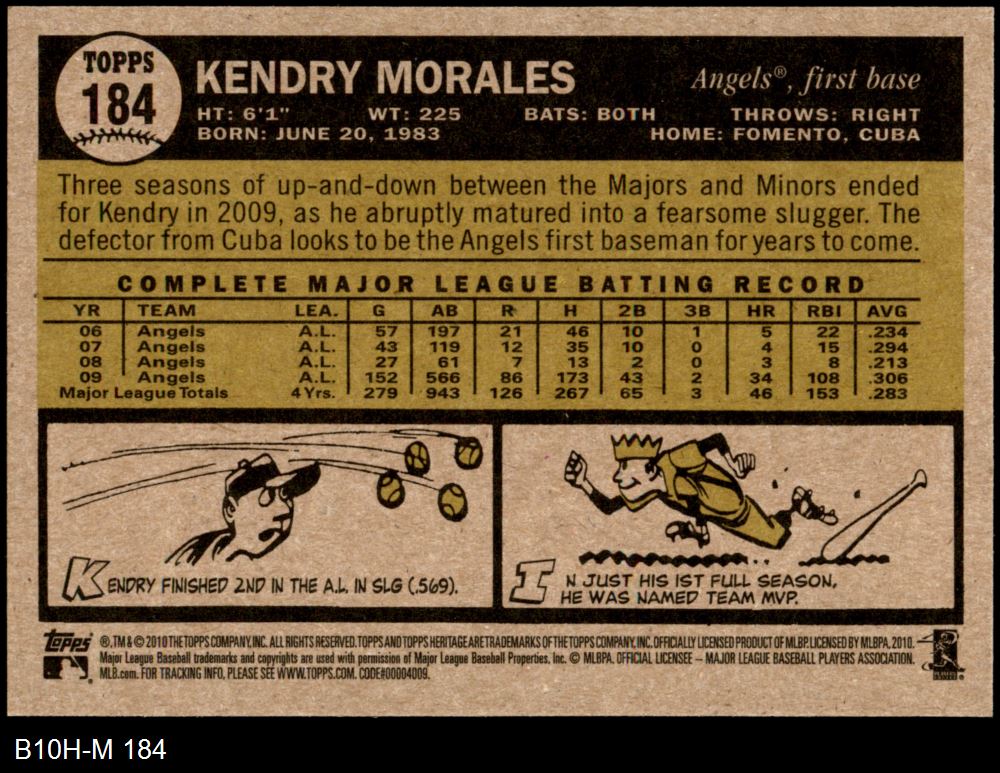 TOPPS
184
KENDRY MORALES
Angels®, first base
HT: 6'1" WT: 225 BATS: BOTH THROWS: RIGHT
BORN: JUNE 20, 1983 HOME: FOMENTO, CUBA
Three seasons of up-and-down between the Majors and Minors ended
for Kendry in 2009, as he abruptly matured into a fearsome slugger. The
defector from Cuba looks to be the Angels first baseman for years to come.
COMPLETE MAJOR LEAGUE BATTING RECORD
YR TEAM LEA. G AB R H 2B 3B HR RBI AVG
06 Angels A.L. 57 197 21 46 10 1 5 22 .234
07 Angels A.L. 43 119 12 35 10 0 4 15 .294
08 Angels A.L. 27 61 7 13 2 0 3 8 .213
09 Angels A.L. 152 566 86 173 43 2 34 108 .306
Major League Totals 4 Yrs. 279 943 126 267 65 3 46 153 .283
KENDRY FINISHED 2ND IN THE A.L. IN SLG (.569).
IN JUST HIS 1ST FULL SEASON,
HE WAS NAMED TEAM MVP.
topps
®, TM & © 2010 THE TOPPS COMPANY, INC. ALL RIGHTS RESERVED. TOPPS AND TOPPS HERITAGE ARE TRADEMARKS OF THE TOPPS COMPANY, INC. OFFICIALLY LICENSED PRODUCT OF MLBP. LICENSED BY MLBPA, 2010.
Major League Baseball trademarks and copyrights are used with permission of Major League Baseball Properties, Inc. © MLBPA. OFFICIAL LICENSEE – MAJOR LEAGUE BASEBALL PLAYERS ASSOCIATION.
MLB.com. FOR TRACKING INFO, PLEASE SEE WWW.TOPPS.COM. CODE#00004009.
B10H-M 184